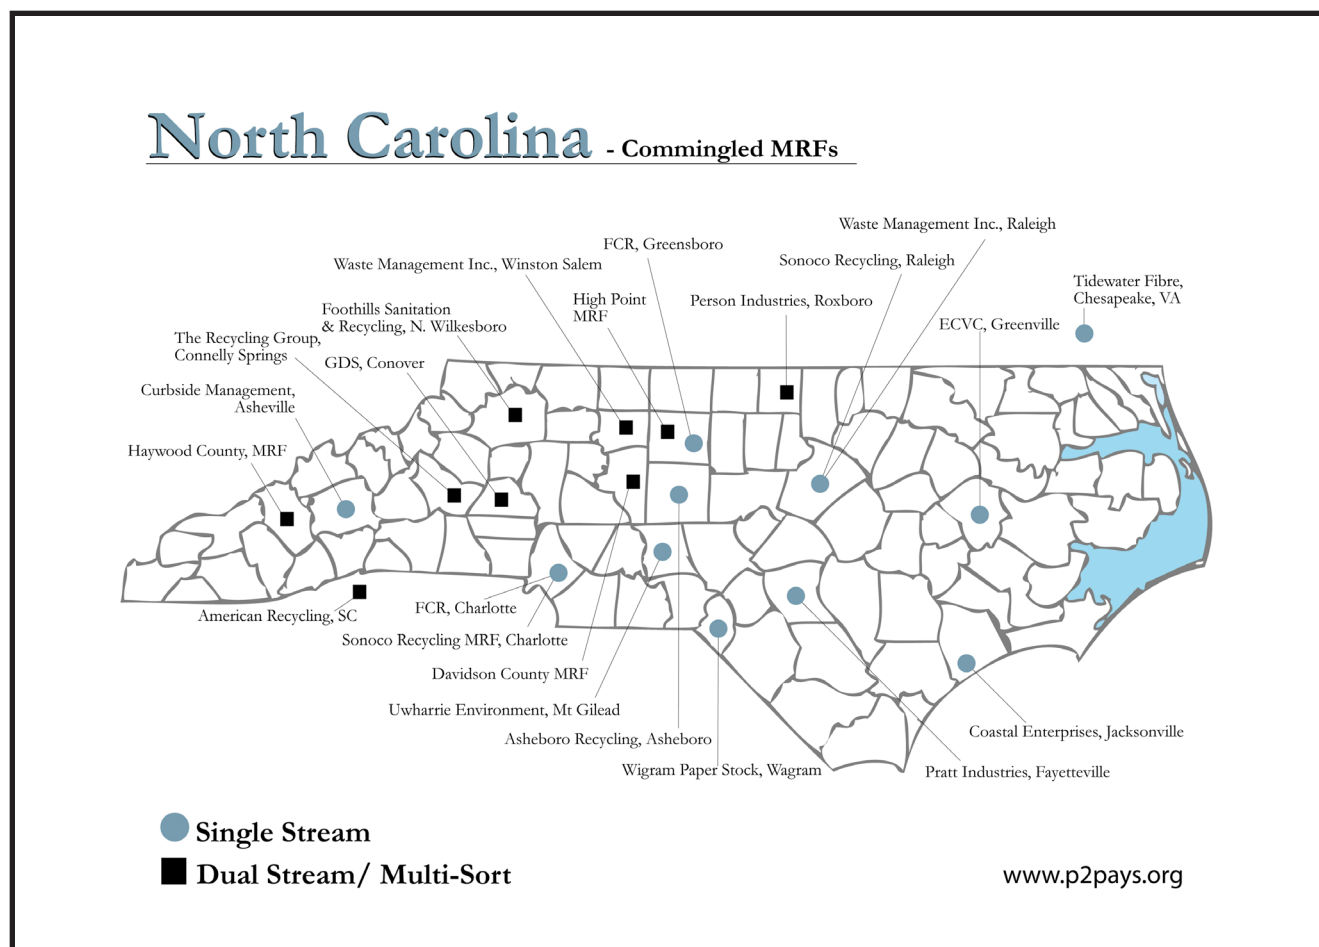 North Carolina - Commingled MRFs
Waste Management Inc., Raleigh
FCR, Greensboro
Sonoco Recycling, Raleigh
Waste Management Inc., Winston Salem
Tidewater Fibre,
Chesapeake, VA
High Point
MRF
Person Industries, Roxboro
Foothills Sanitation
& Recycling, N. Wilkesboro
ECVC, Greenville
The Recycling Group,
Connelly Springs
GDS, Conover
Curbside Management,
Asheville
Haywood County, MRF
American Recycling, SC
FCR, Charlotte
Sonoco Recycling MRF, Charlotte
Davidson County MRF
Uwharrie Environment, Mt Gilead
Asheboro Recycling, Asheboro
Wigram Paper Stock, Wagram
Coastal Enterprises, Jacksonville
Pratt Industries, Fayetteville
Single Stream
Dual Stream/ Multi-Sort
www.p2pays.org